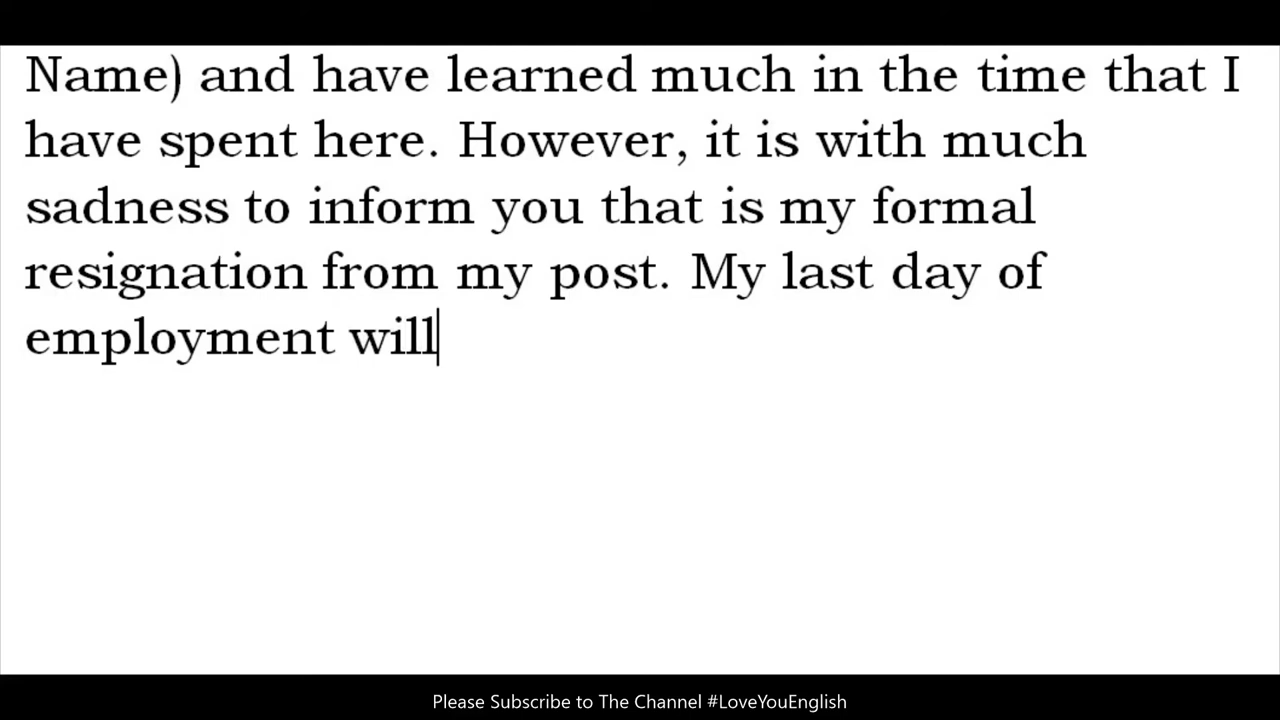 Name) and have learned much in the time that I
have spent here. However, it is with much
sadness to inform you that is my formal
resignation from my post. My last day of
employment will
Please Subscribe to The Channel #LoveYouEnglish